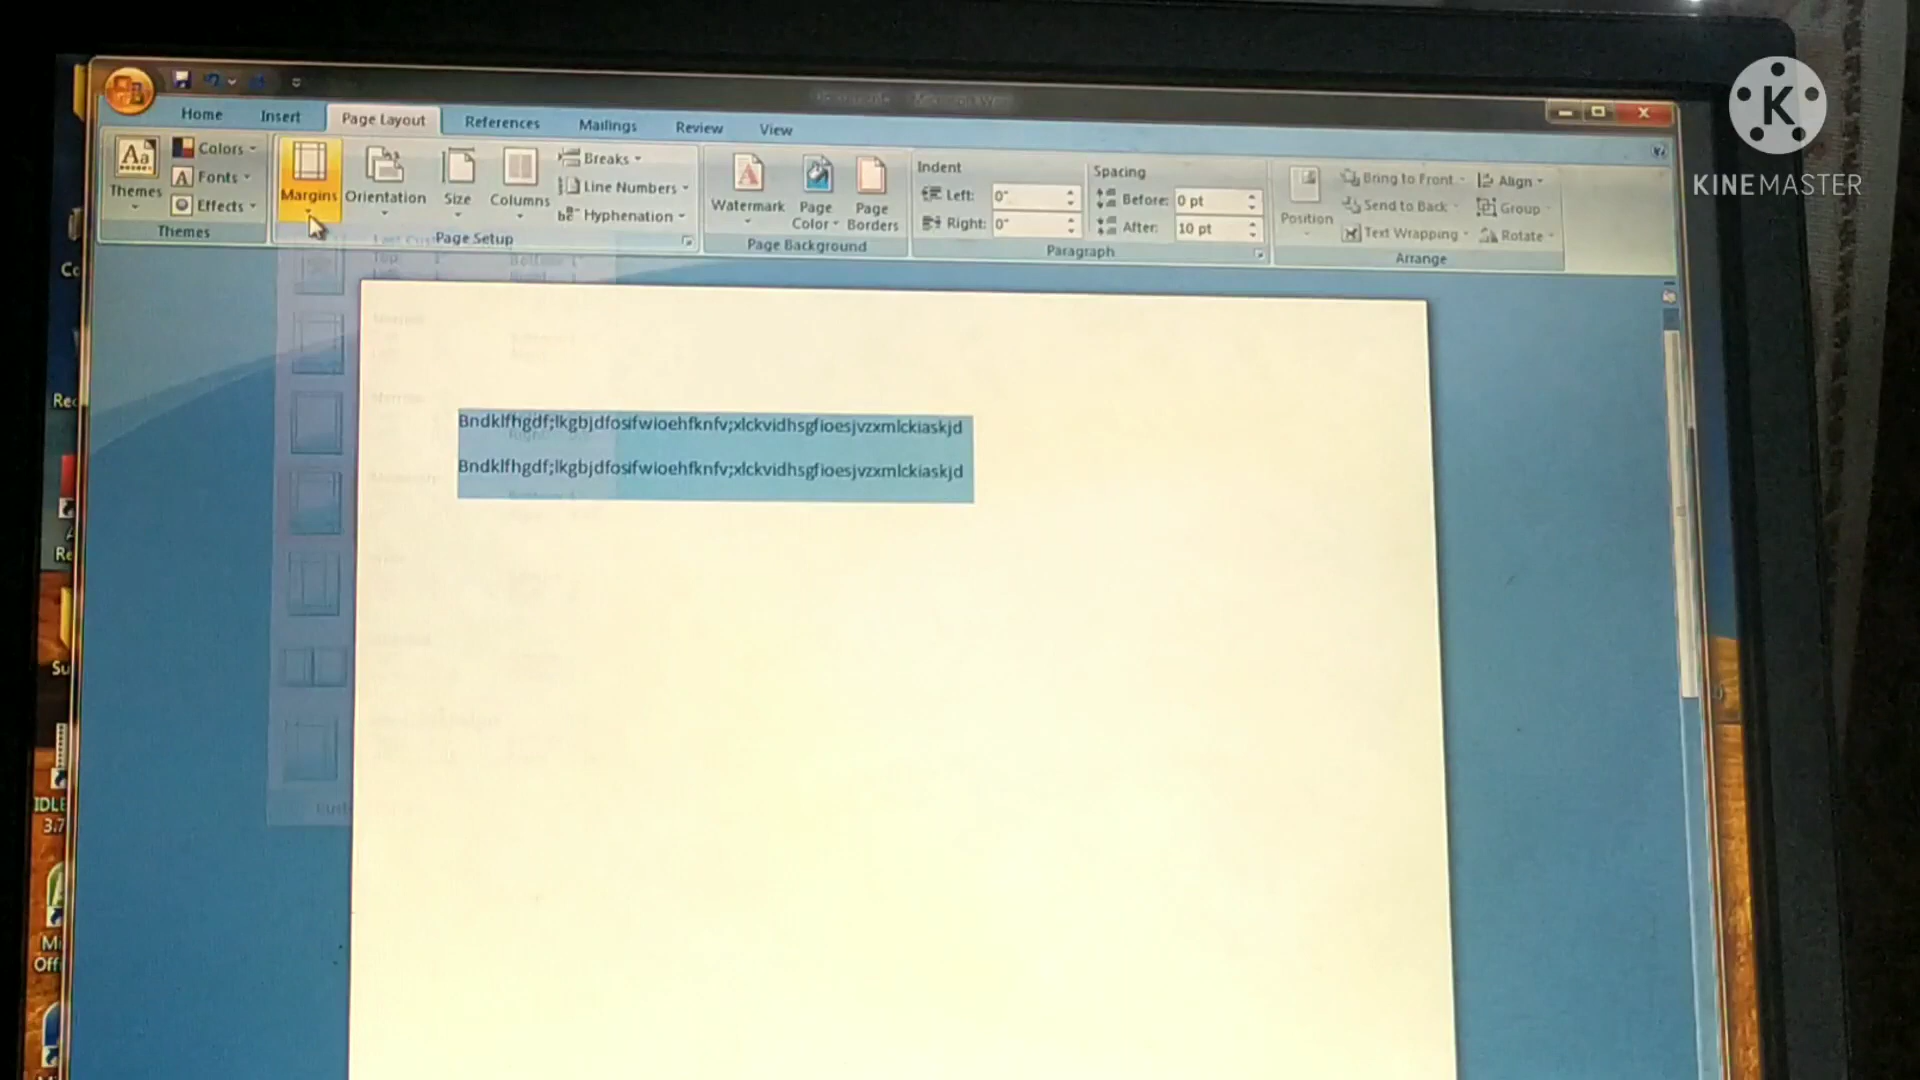 Home Insert Page Layout References Mailings Review View
Themes Colors Fonts Effects
Themes
Margins Orientation Size Columns Breaks Line Numbers Hyphenation
Page Setup
Watermark Page Color Page Borders
Page Background
Indent
Left: 0"
Right: 0"
Spacing
Before: 0 pt
After: 10 pt
Paragraph
Position Bring to Front Send to Back Text Wrapping Align Group Rotate
Arrange
KINEMASTER
Bndklfhgdf;lkgbjdfosifwioehfknfv;xlckvidhsgfioesjvzxmlckiaskjd
Bndklfhgdf;lkgbjdfosifwioehfknfv;xlckvidhsgfioesjvzxmlckiaskjd
IDLE
3.7